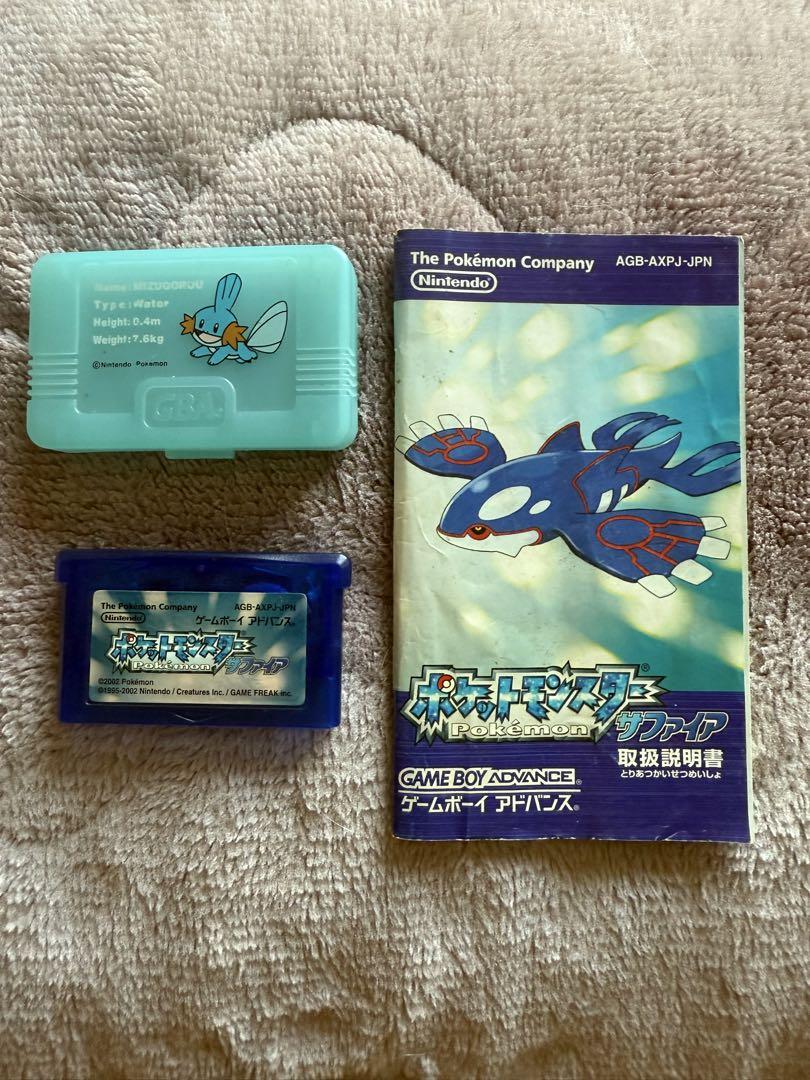 Name: MIZUGOROU
Type: Water
Height: 0.4m
Weight: 7.6kg
©Nintendo Pokémon
GBA
The Pokémon Company AGB-AXPJ-JPN
Nintendo
ゲームボーイ アドバンス®
ポケットモンスター
Pokémon サファイア
©2002 Pokémon
©1995-2002 Nintendo / Creatures Inc. / GAME FREAK inc.
The Pokémon Company AGB-AXPJ-JPN
Nintendo
ポケットモンスター®
Pokémon サファイア
取扱説明書
とりあつかいせつめいしょ
GAME BOY ADVANCE®
ゲームボーイ アドバンス®